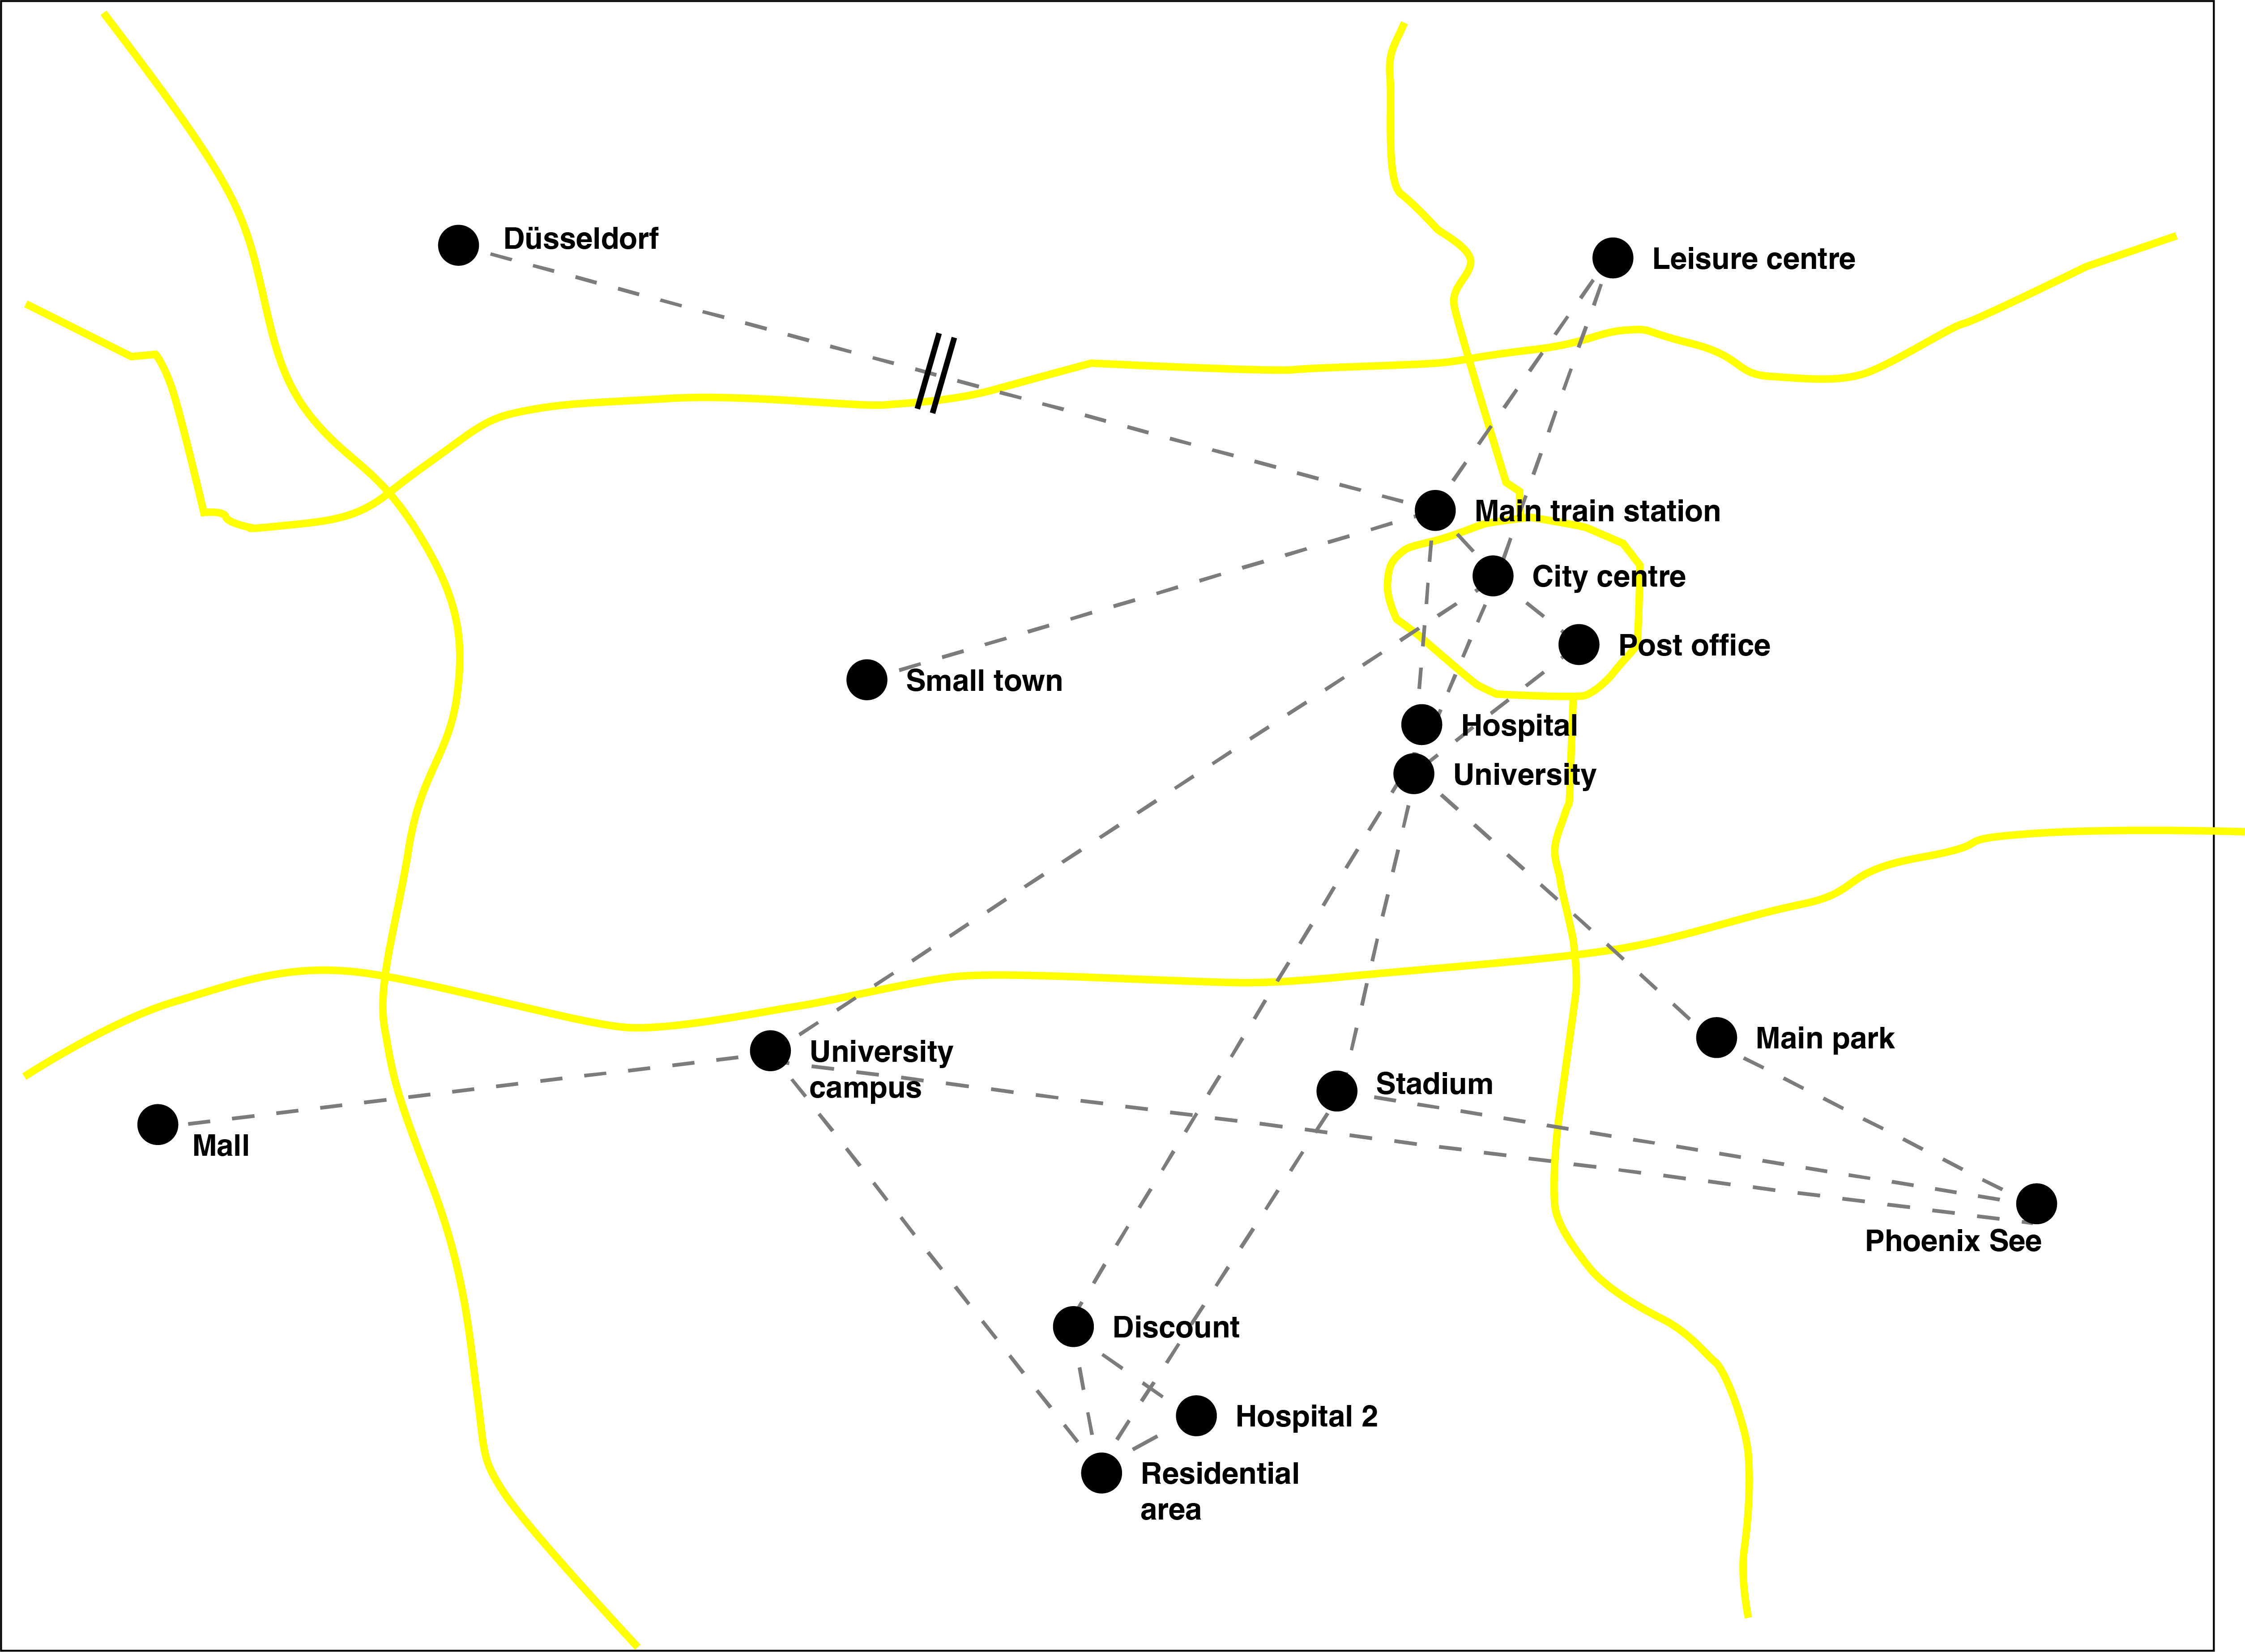 Düsseldorf
Leisure centre
Main train station
City centre
Post office
Small town
Hospital
University
Main park
University
campus
Stadium
Mall
Phoenix See
Discount
Hospital 2
Residential
area